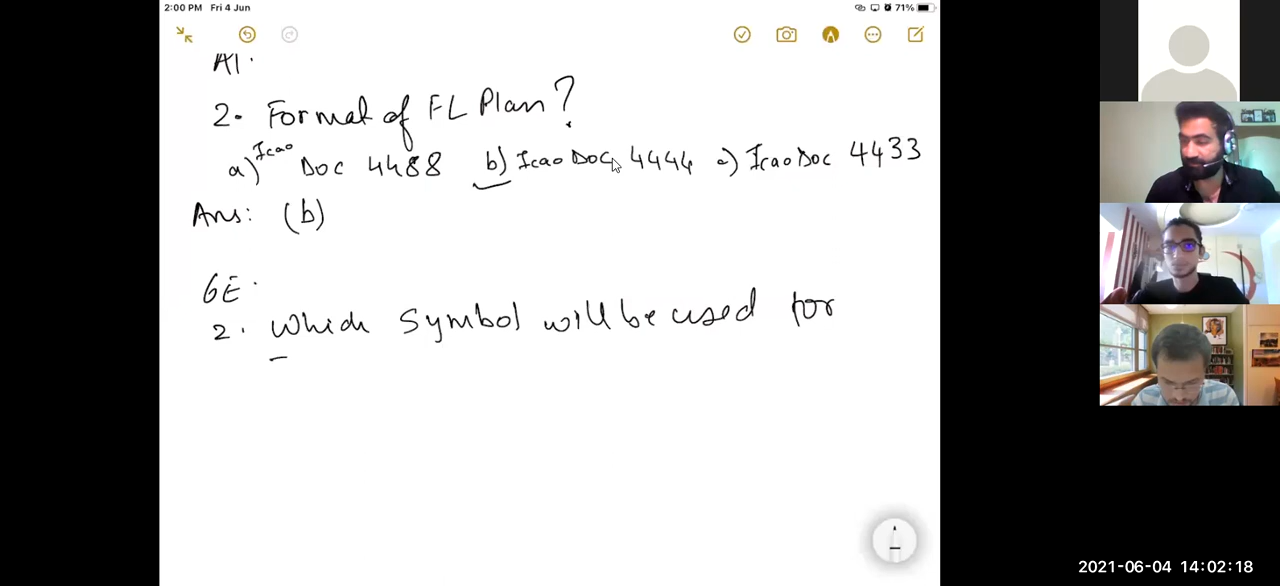 2:00 PM Fri 4 Jun
71%
A1.
2. Format of FL Plan?
a) Icao Doc 4488 b) Icao Doc 4444 c) Icao Doc 4433
Ans: (b)
GE.
2. Which Symbol will be used for
2021-06-04 14:02:18